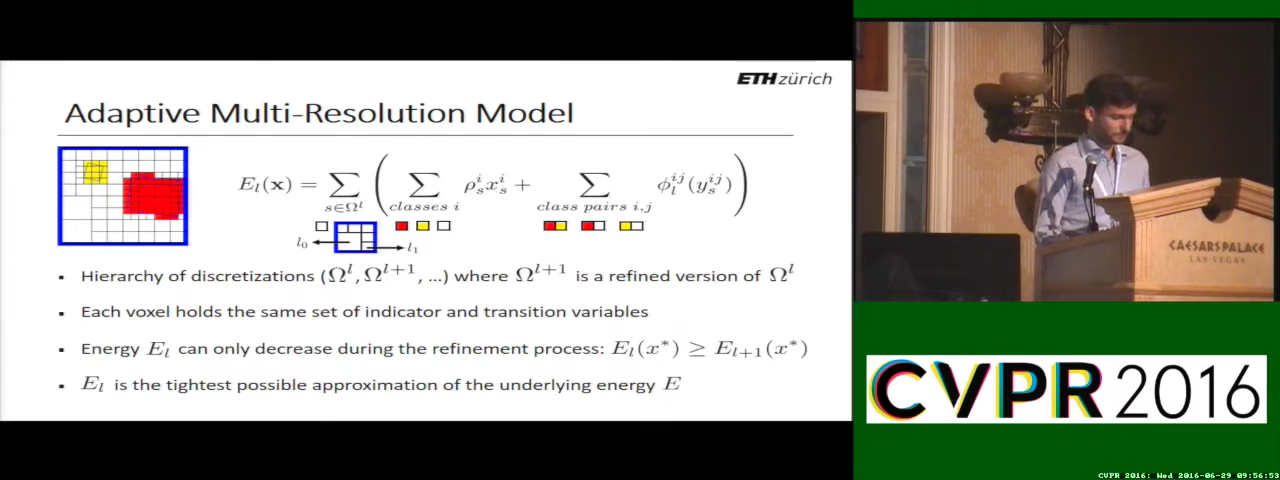 ETH zürich
Adaptive Multi-Resolution Model
E_l(x) = ∑_{s∈Ω^l} ( ∑_{classes i} ρ_s^i x_s^i + ∑_{class pairs i,j} ϕ_l^{ij}(y_s^{ij}) )
l_0 l_1
▪ Hierarchy of discretizations (Ω^l, Ω^{l+1}, ...) where Ω^{l+1} is a refined version of Ω^l
▪ Each voxel holds the same set of indicator and transition variables
▪ Energy E_l can only decrease during the refinement process: E_l(x*) ≥ E_{l+1}(x*)
▪ E_l is the tightest possible approximation of the underlying energy E
CAESARS PALACE
LAS VEGAS
CVPR 2016
CVPR 2016: Wed 2016-06-29 09:56:53